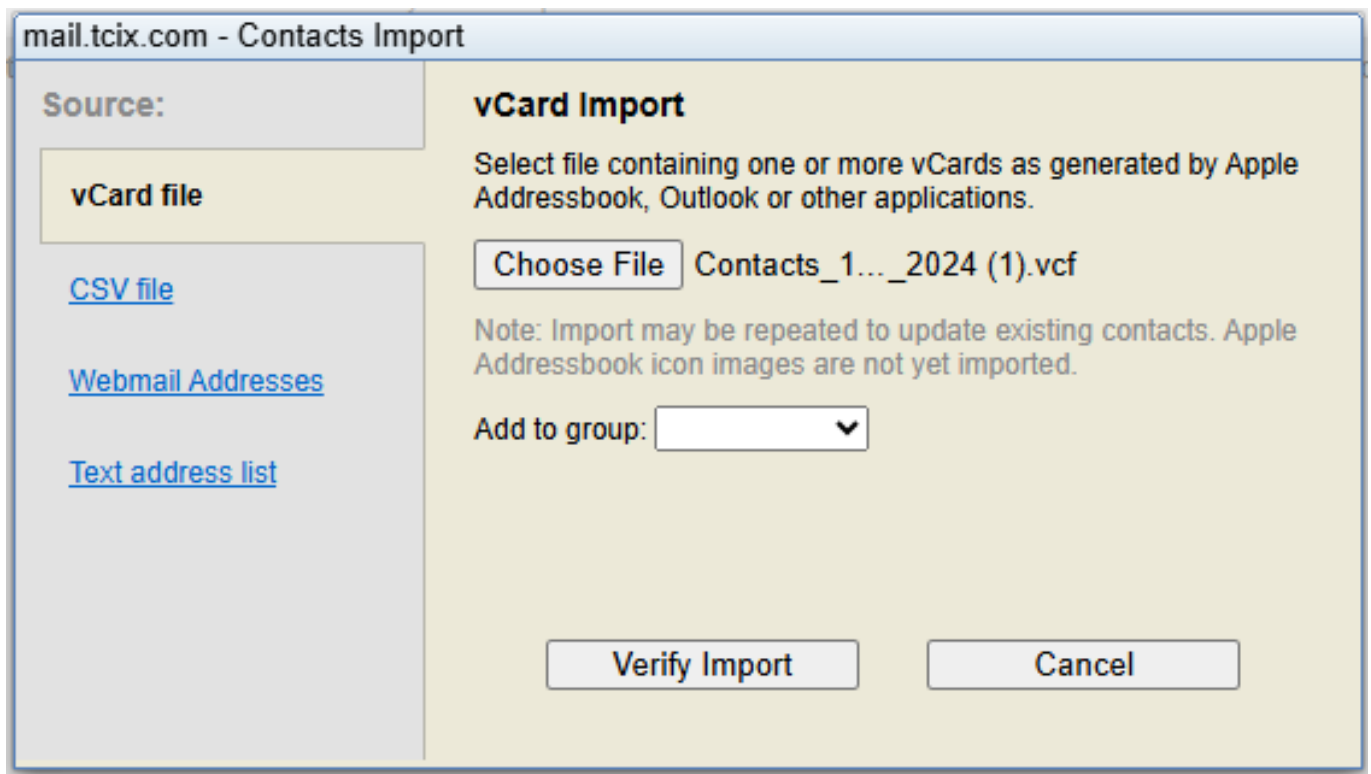 mail.tcix.com - Contacts Import
Source:
vCard file
CSV file
Webmail Addresses
Text address list
vCard Import
Select file containing one or more vCards as generated by Apple
Addressbook, Outlook or other applications.
Choose File Contacts_1..._2024 (1).vcf
Note: Import may be repeated to update existing contacts. Apple
Addressbook icon images are not yet imported.
Add to group:
Verify Import Cancel